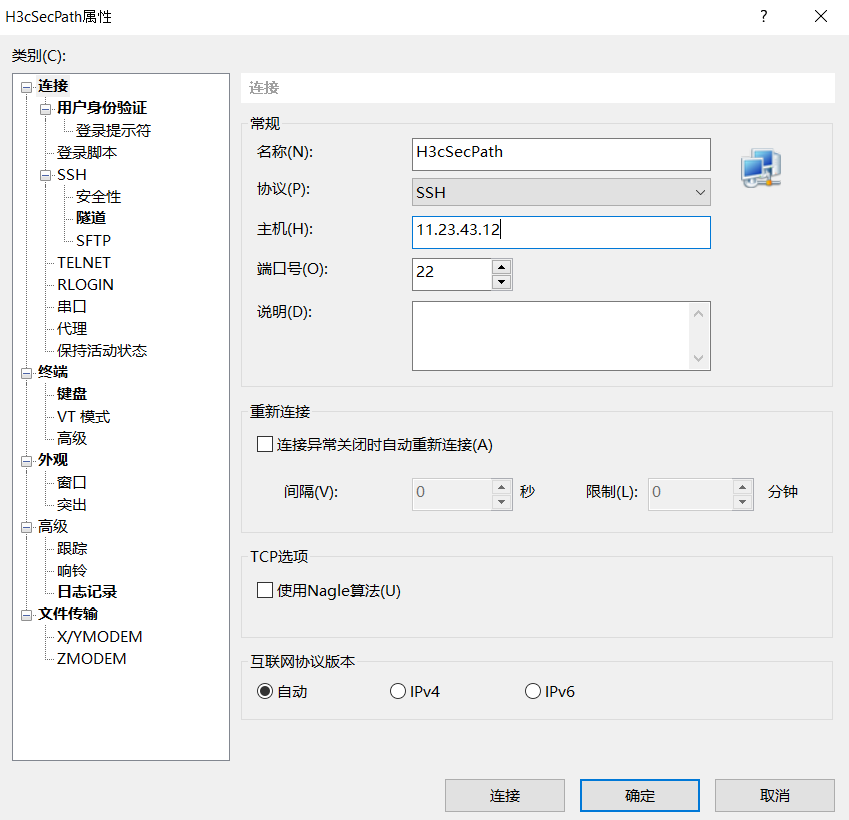 H3cSecPath属性
类别(C):
连接
用户身份验证
登录提示符
登录脚本
SSH
安全性
隧道
SFTP
TELNET
RLOGIN
串口
代理
保持活动状态
终端
键盘
VT 模式
高级
外观
窗口
突出
高级
跟踪
响铃
日志记录
文件传输
X/YMODEM
ZMODEM
连接
常规
名称(N): H3cSecPath
协议(P): SSH
主机(H): 11.23.43.12
端口号(O): 22
说明(D):
重新连接
连接异常关闭时自动重新连接(A)
间隔(V): 0 秒 限制(L): 0 分钟
TCP选项
使用Nagle算法(U)
互联网协议版本
自动 IPv4 IPv6
连接 确定 取消